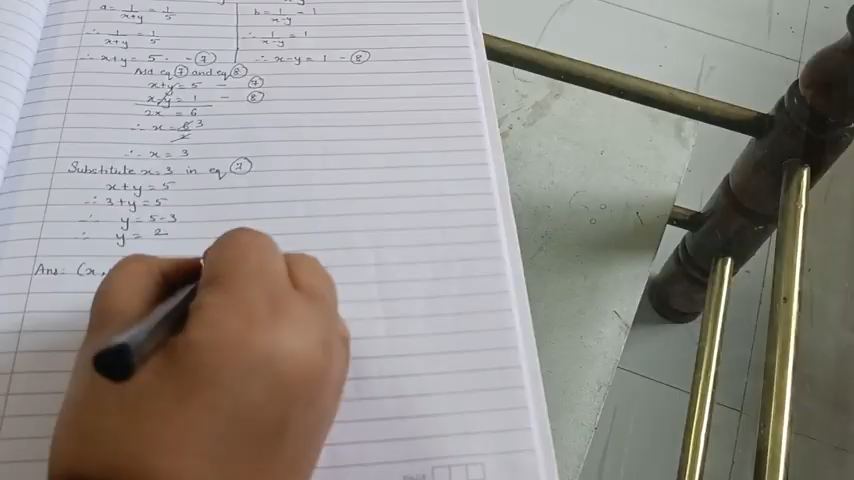 a = 1/x+y = 1/5
b = 1/x-y = 1
∴ 1/x+y = 1/5
∴ 1/x-y = 1
∴ x+y = 5 - ⑦
∴ x-y = 1 - ⑧
Add eq ⑦ and eq ⑧
x+y = 5 - ⑦
x-y = 1 - ⑧
2x = 6
∴ x = 6/2 3
∴ x = 3
Substitute x=3 in eq ⑦
x+y = 5
∴ 3+y = 5
∴ y = 5-3
∴ y = 2
Ans: (x,